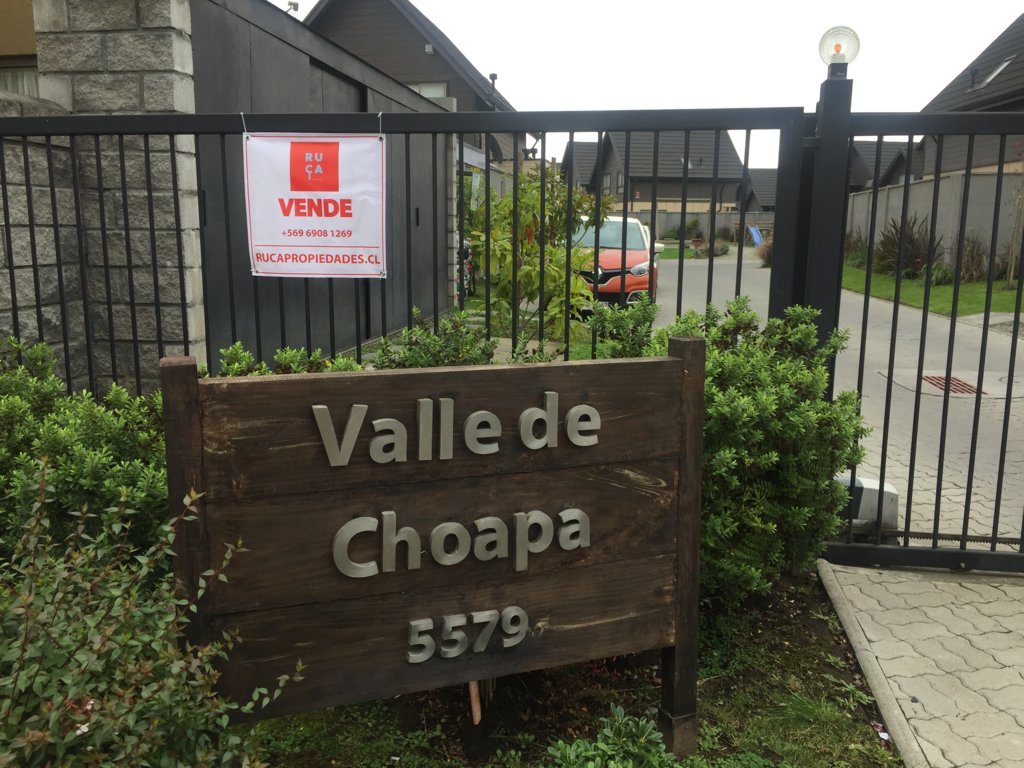 RU
CA
VENDE
+569 6908 1269
RUCAPROPIEDADES.CL
Valle de
Choapa
5579